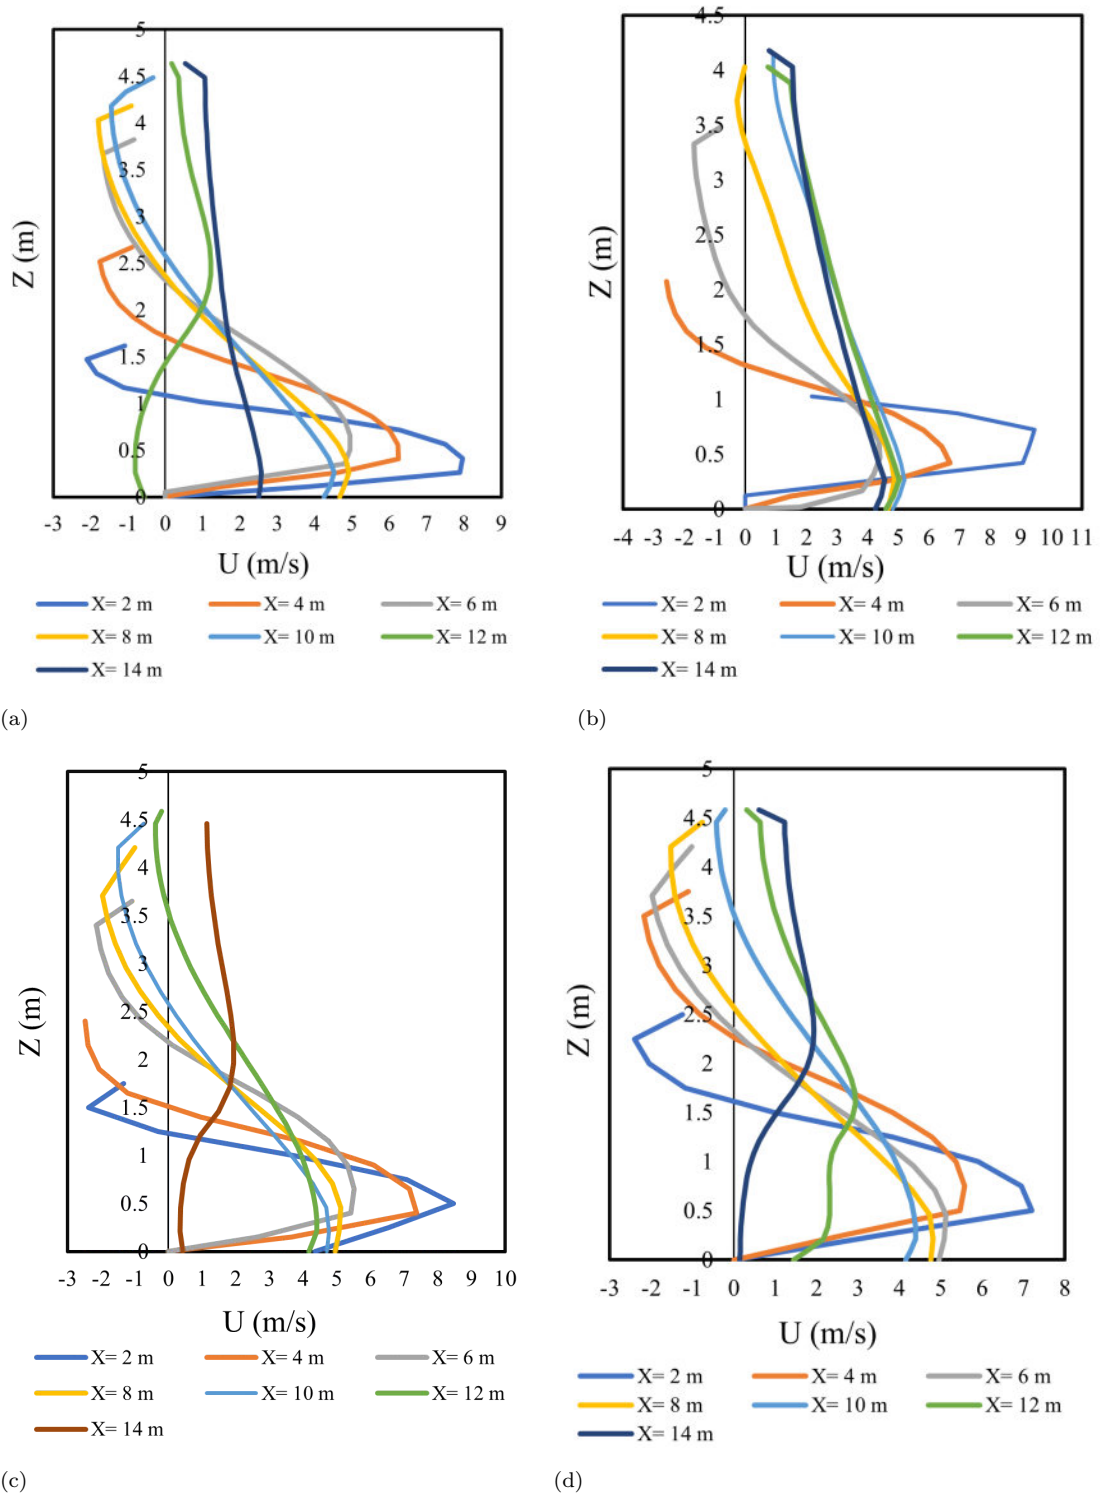 5
4.5
4
3.5
3
2.5
2
1.5
1
0.5
0
Z (m)
-3 -2 -1 0 1 2 3 4 5 6 7 8 9
U (m/s)
X= 2 m X= 4 m X= 6 m
X= 8 m X= 10 m X= 12 m
X= 14 m
(a)
4.5
4
3.5
3
2.5
2
1.5
1
0.5
0
Z (m)
-4 -3 -2 -1 0 1 2 3 4 5 6 7 8 9 10 11
U (m/s)
X= 2 m X= 4 m X= 6 m
X= 8 m X= 10 m X= 12 m
X= 14 m
(b)
5
4.5
4
3.5
3
2.5
2
1.5
1
0.5
0
Z (m)
-3 -2 -1 0 1 2 3 4 5 6 7 8 9 10
U (m/s)
X= 2 m X= 4 m X= 6 m
X= 8 m X= 10 m X= 12 m
X= 14 m
(c)
5
4.5
4
3.5
3
2.5
2
1.5
1
0.5
0
Z (m)
-3 -2 -1 0 1 2 3 4 5 6 7 8
U (m/s)
X= 2 m X= 4 m X= 6 m
X= 8 m X= 10 m X= 12 m
X= 14 m
(d)